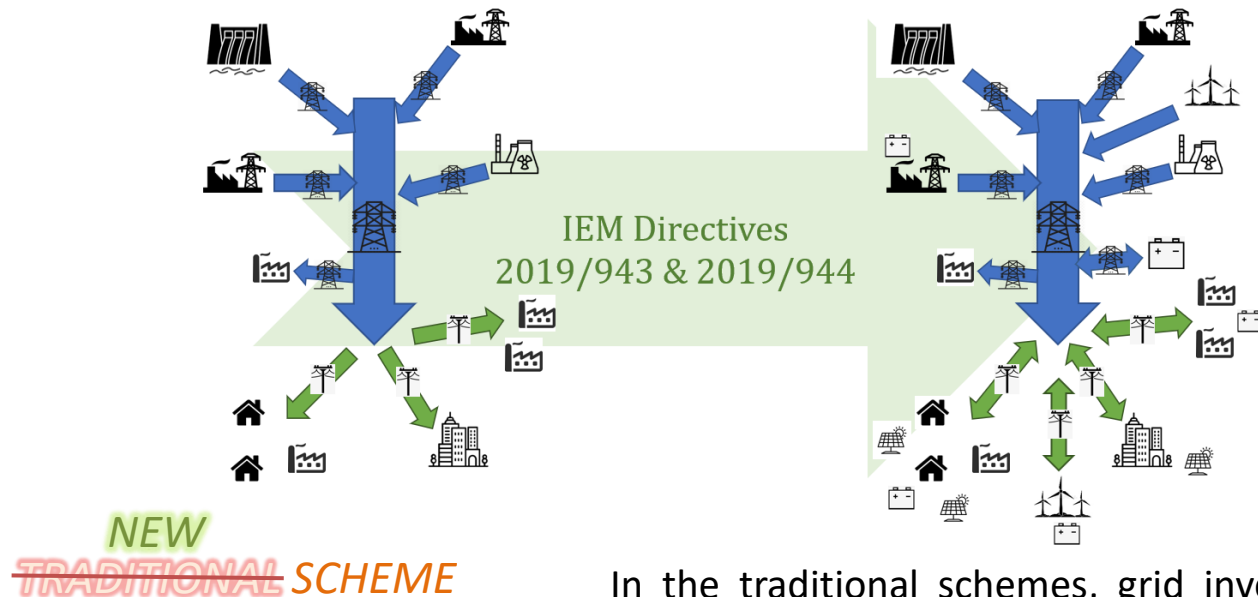 IEM Directives
2019/943 & 2019/944
NEW
TRADITIONAL SCHEME
In the traditional schemes, grid inve